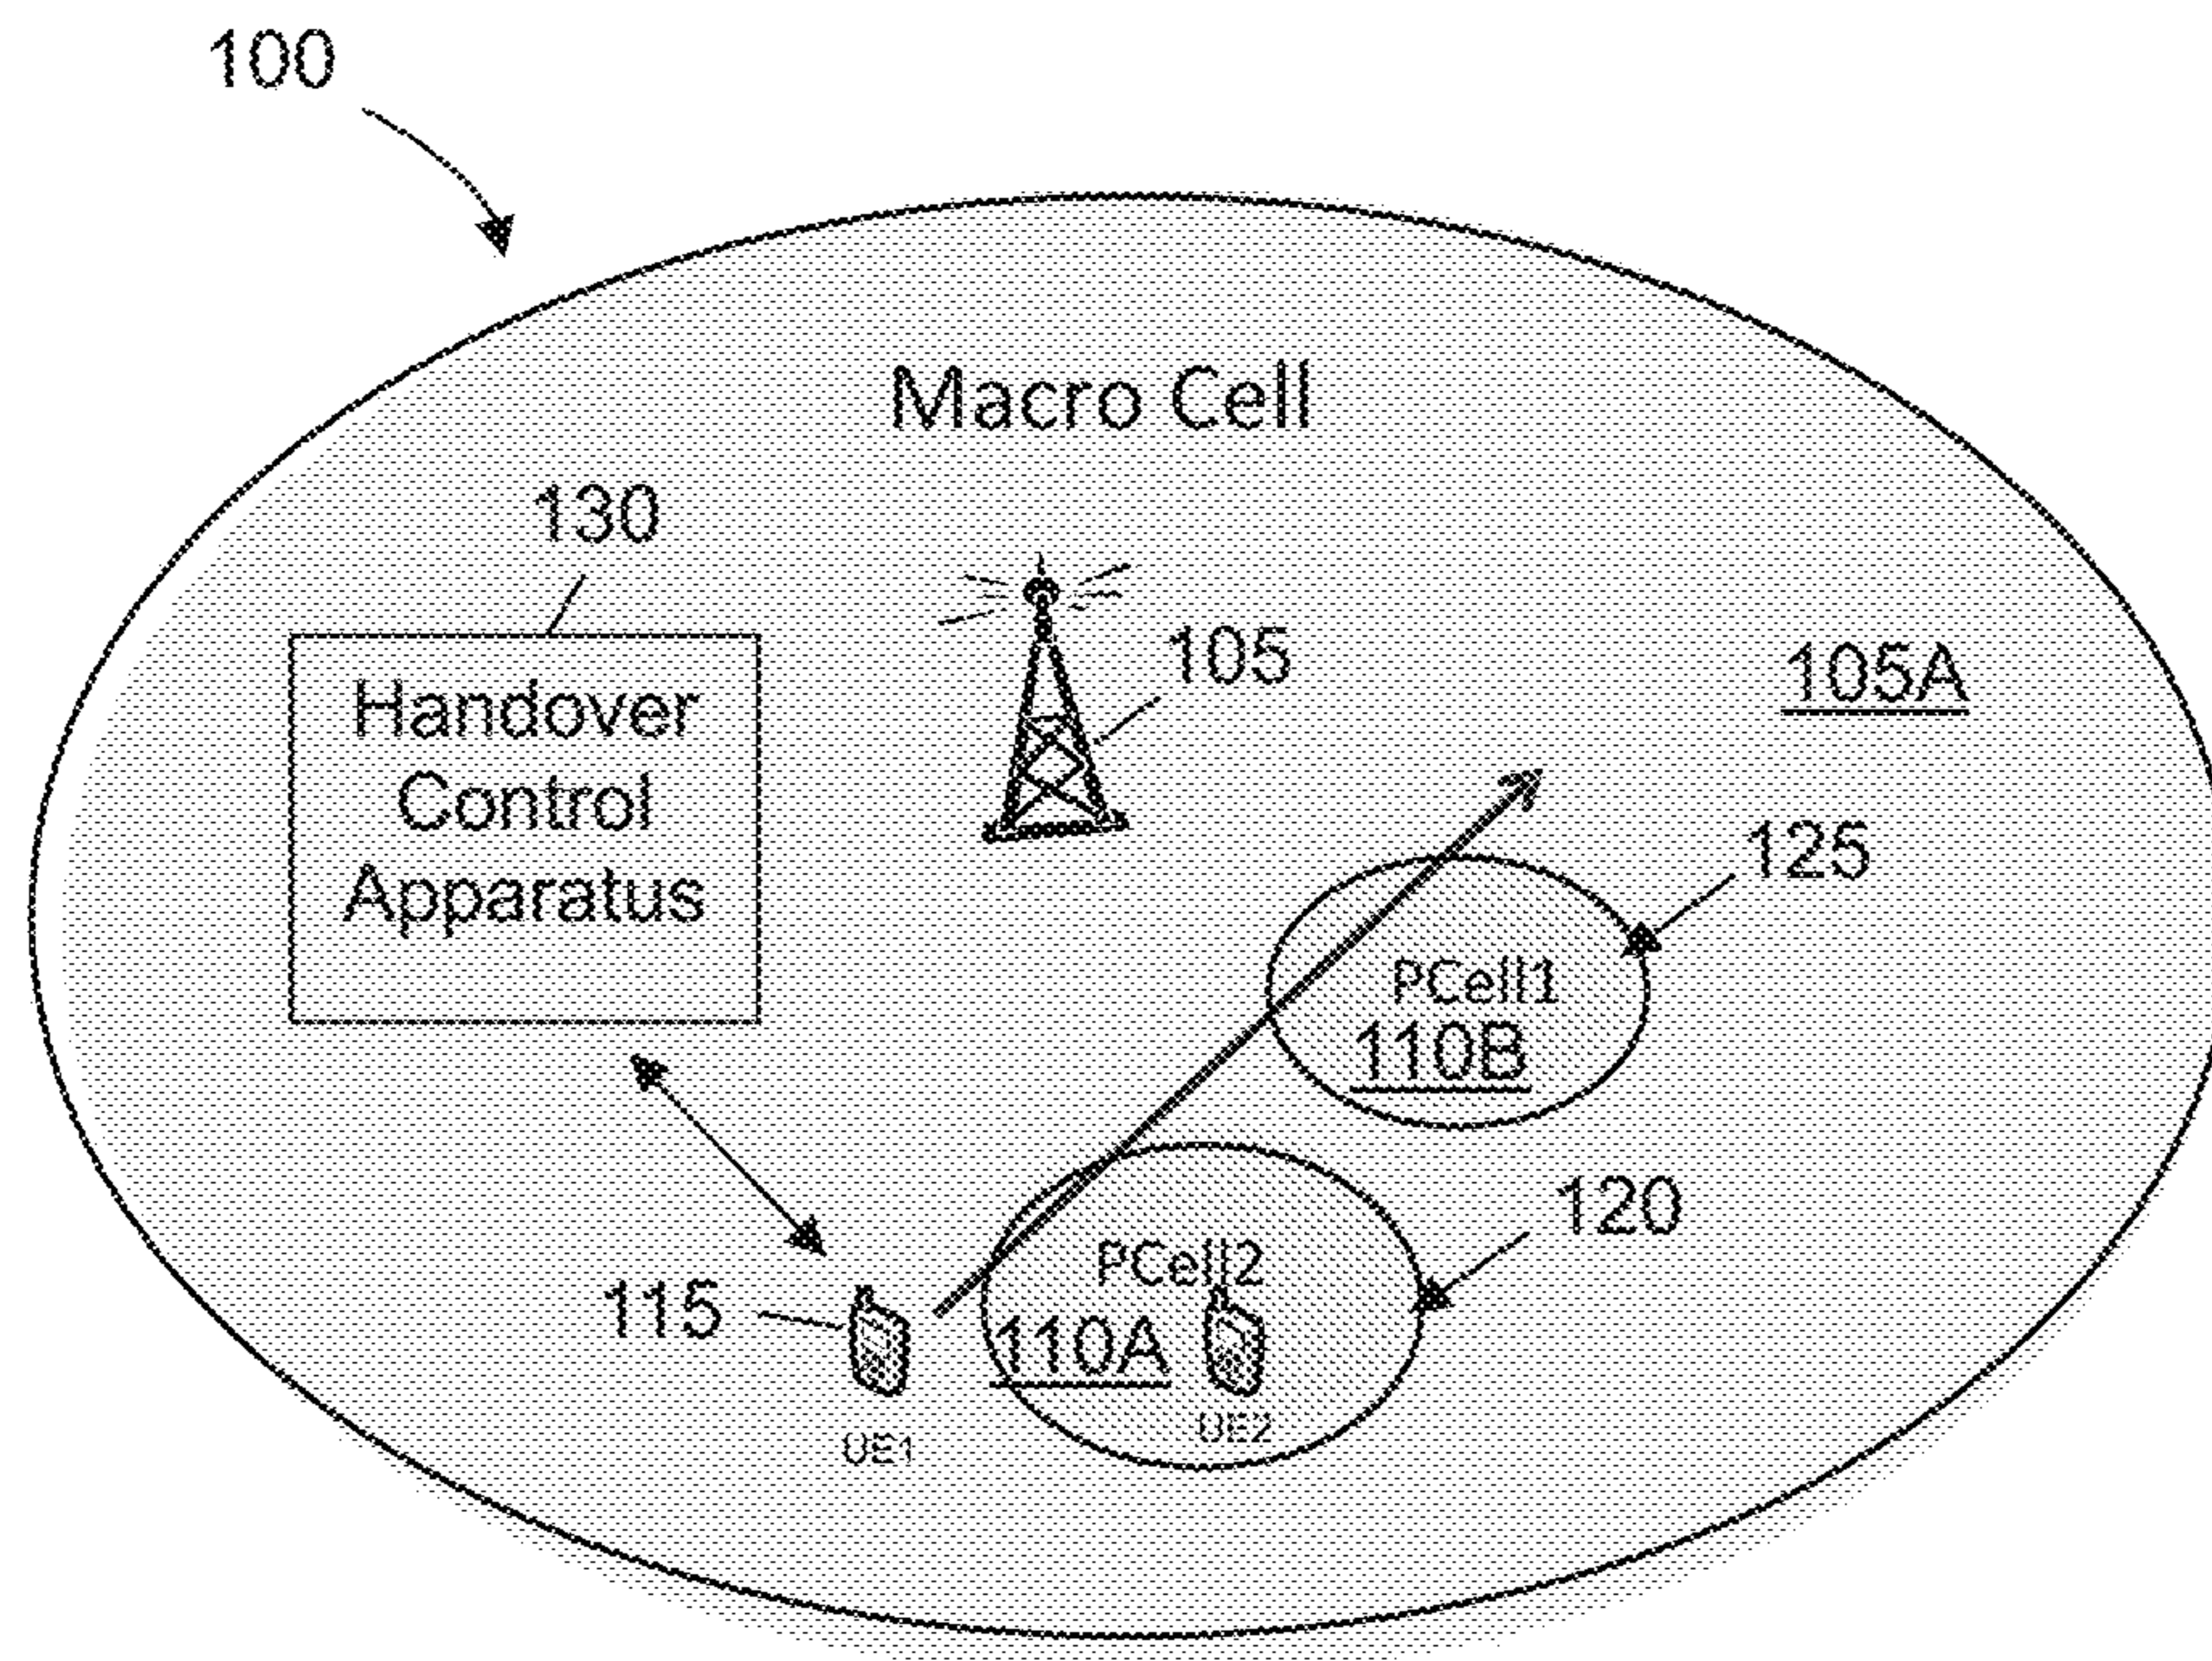 100
Macro Cell
130
105
105A
Handover
Control
Apparatus
125
PCell1
110B
120
PCell2
115
110A
UE1
UE2